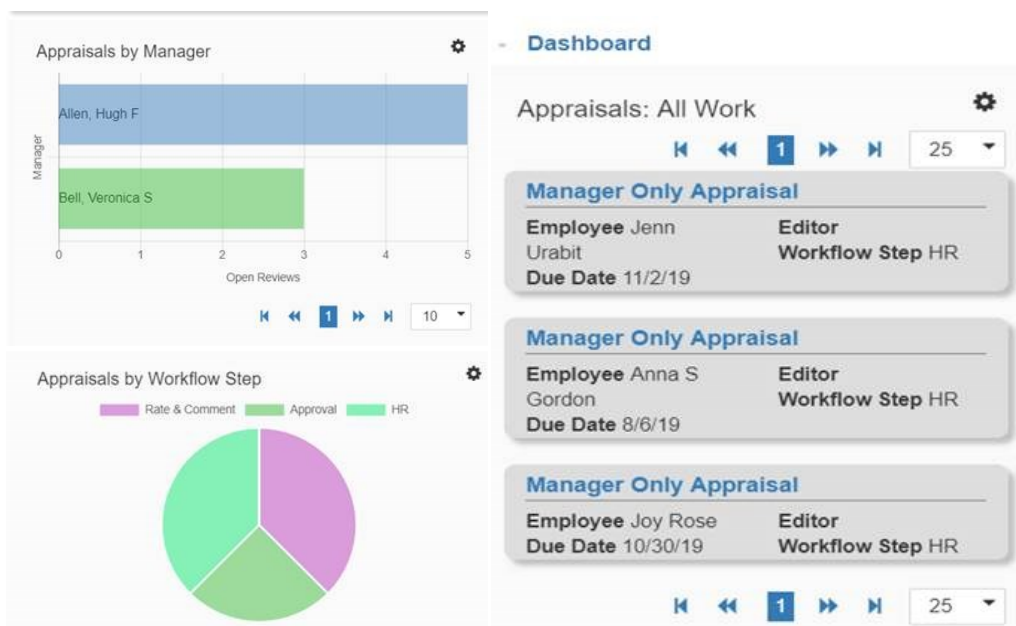 Appraisals by Manager
Allen, Hugh F
Manager
Bell, Veronica S
0 1 2 3 4 5
Open Reviews
1 10
Appraisals by Workflow Step
Rate & Comment Approval HR
- Dashboard
Appraisals: All Work
1 25
Manager Only Appraisal
Employee Jenn Editor
Urabit Workflow Step HR
Due Date 11/2/19
Manager Only Appraisal
Employee Anna S Editor
Gordon Workflow Step HR
Due Date 8/6/19
Manager Only Appraisal
Employee Joy Rose Editor
Due Date 10/30/19 Workflow Step HR
1 25